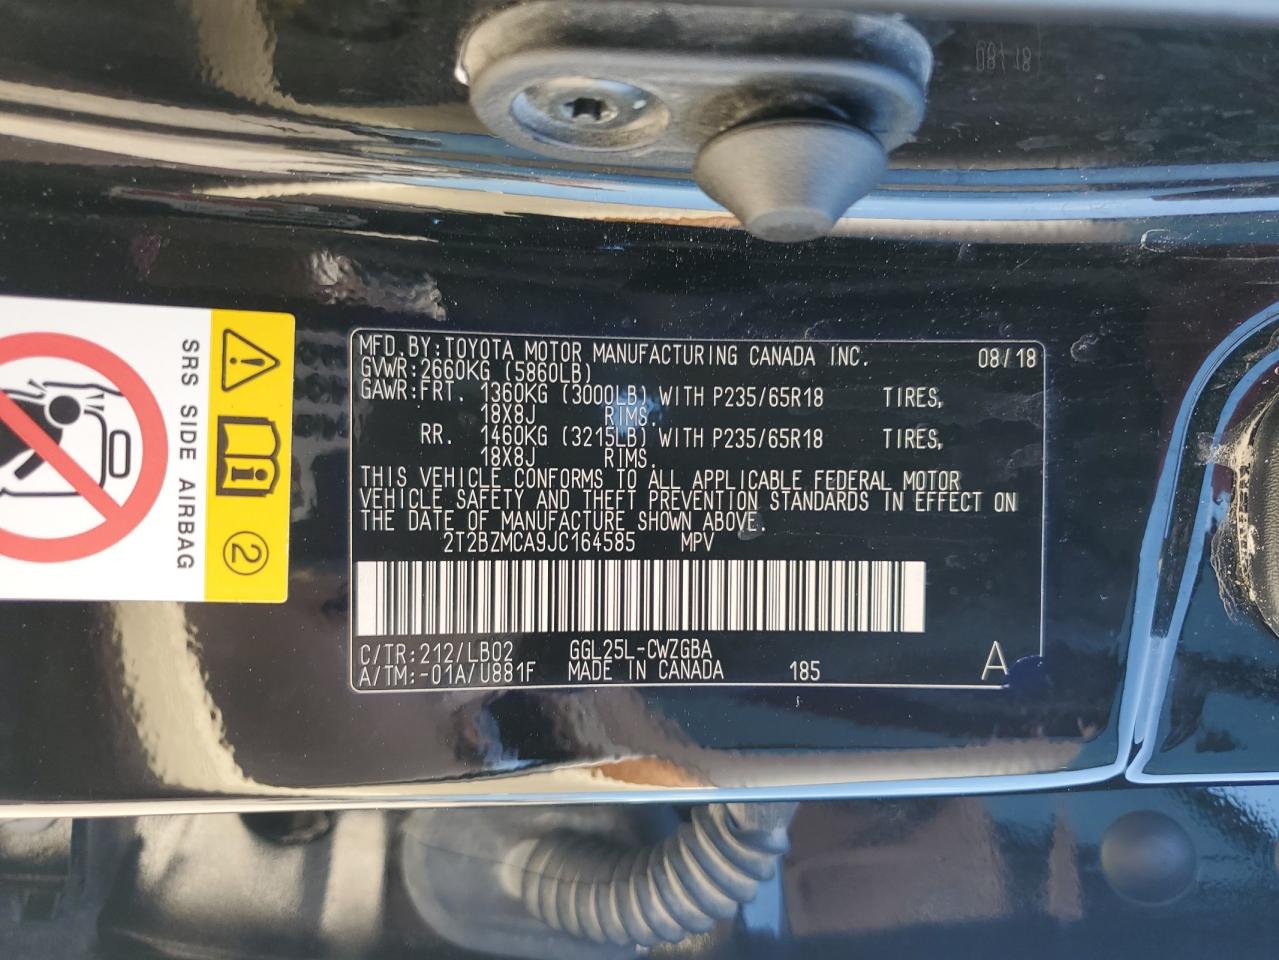 MFD.BY:TOYOTA MOTOR MANUFACTURING CANADA INC. 08/18
GVWR:2660KG (5860LB)
GAWR:FRT. 1360KG (3000LB) WITH P235/65R18 TIRES,
18X8J RIMS.
RR. 1460KG (3215LB) WITH P235/65R18 TIRES,
18X8J RIMS.
THIS VEHICLE CONFORMS TO ALL APPLICABLE FEDERAL MOTOR
VEHICLE SAFETY AND THEFT PREVENTION STANDARDS IN EFFECT ON
THE DATE OF MANUFACTURE SHOWN ABOVE.
2T2BZMCA9JC164585 MPV
C/TR:212/LB02 GGL25L-CWZGBA
A/TM:-01A/U881F MADE IN CANADA 185 A
SRS SIDE AIRBAG
2